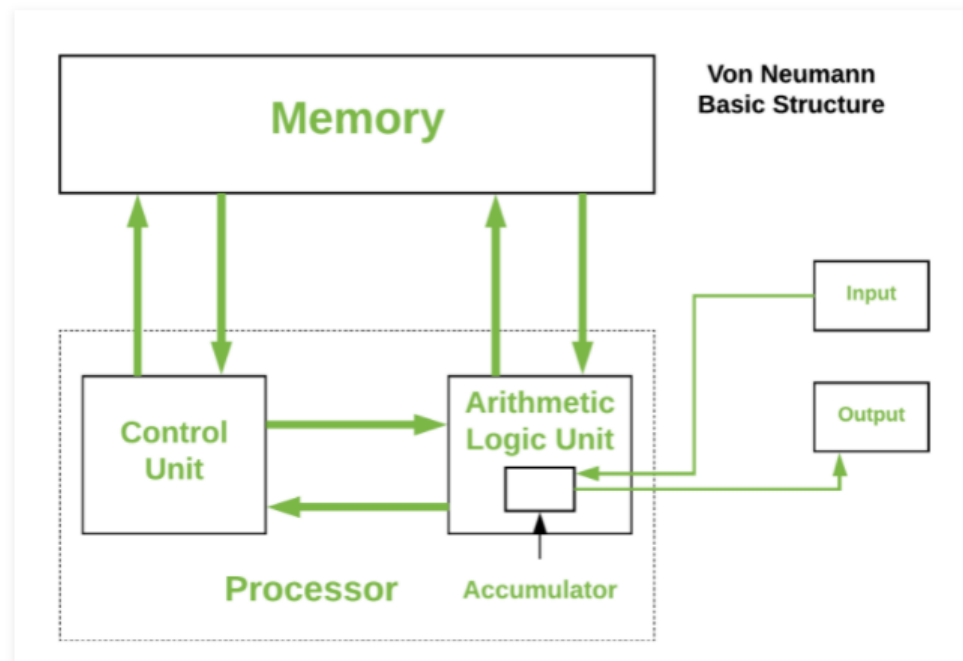 Von Neumann
Basic Structure
Memory
Input
Output
Control
Unit
Arithmetic
Logic Unit
Processor
Accumulator